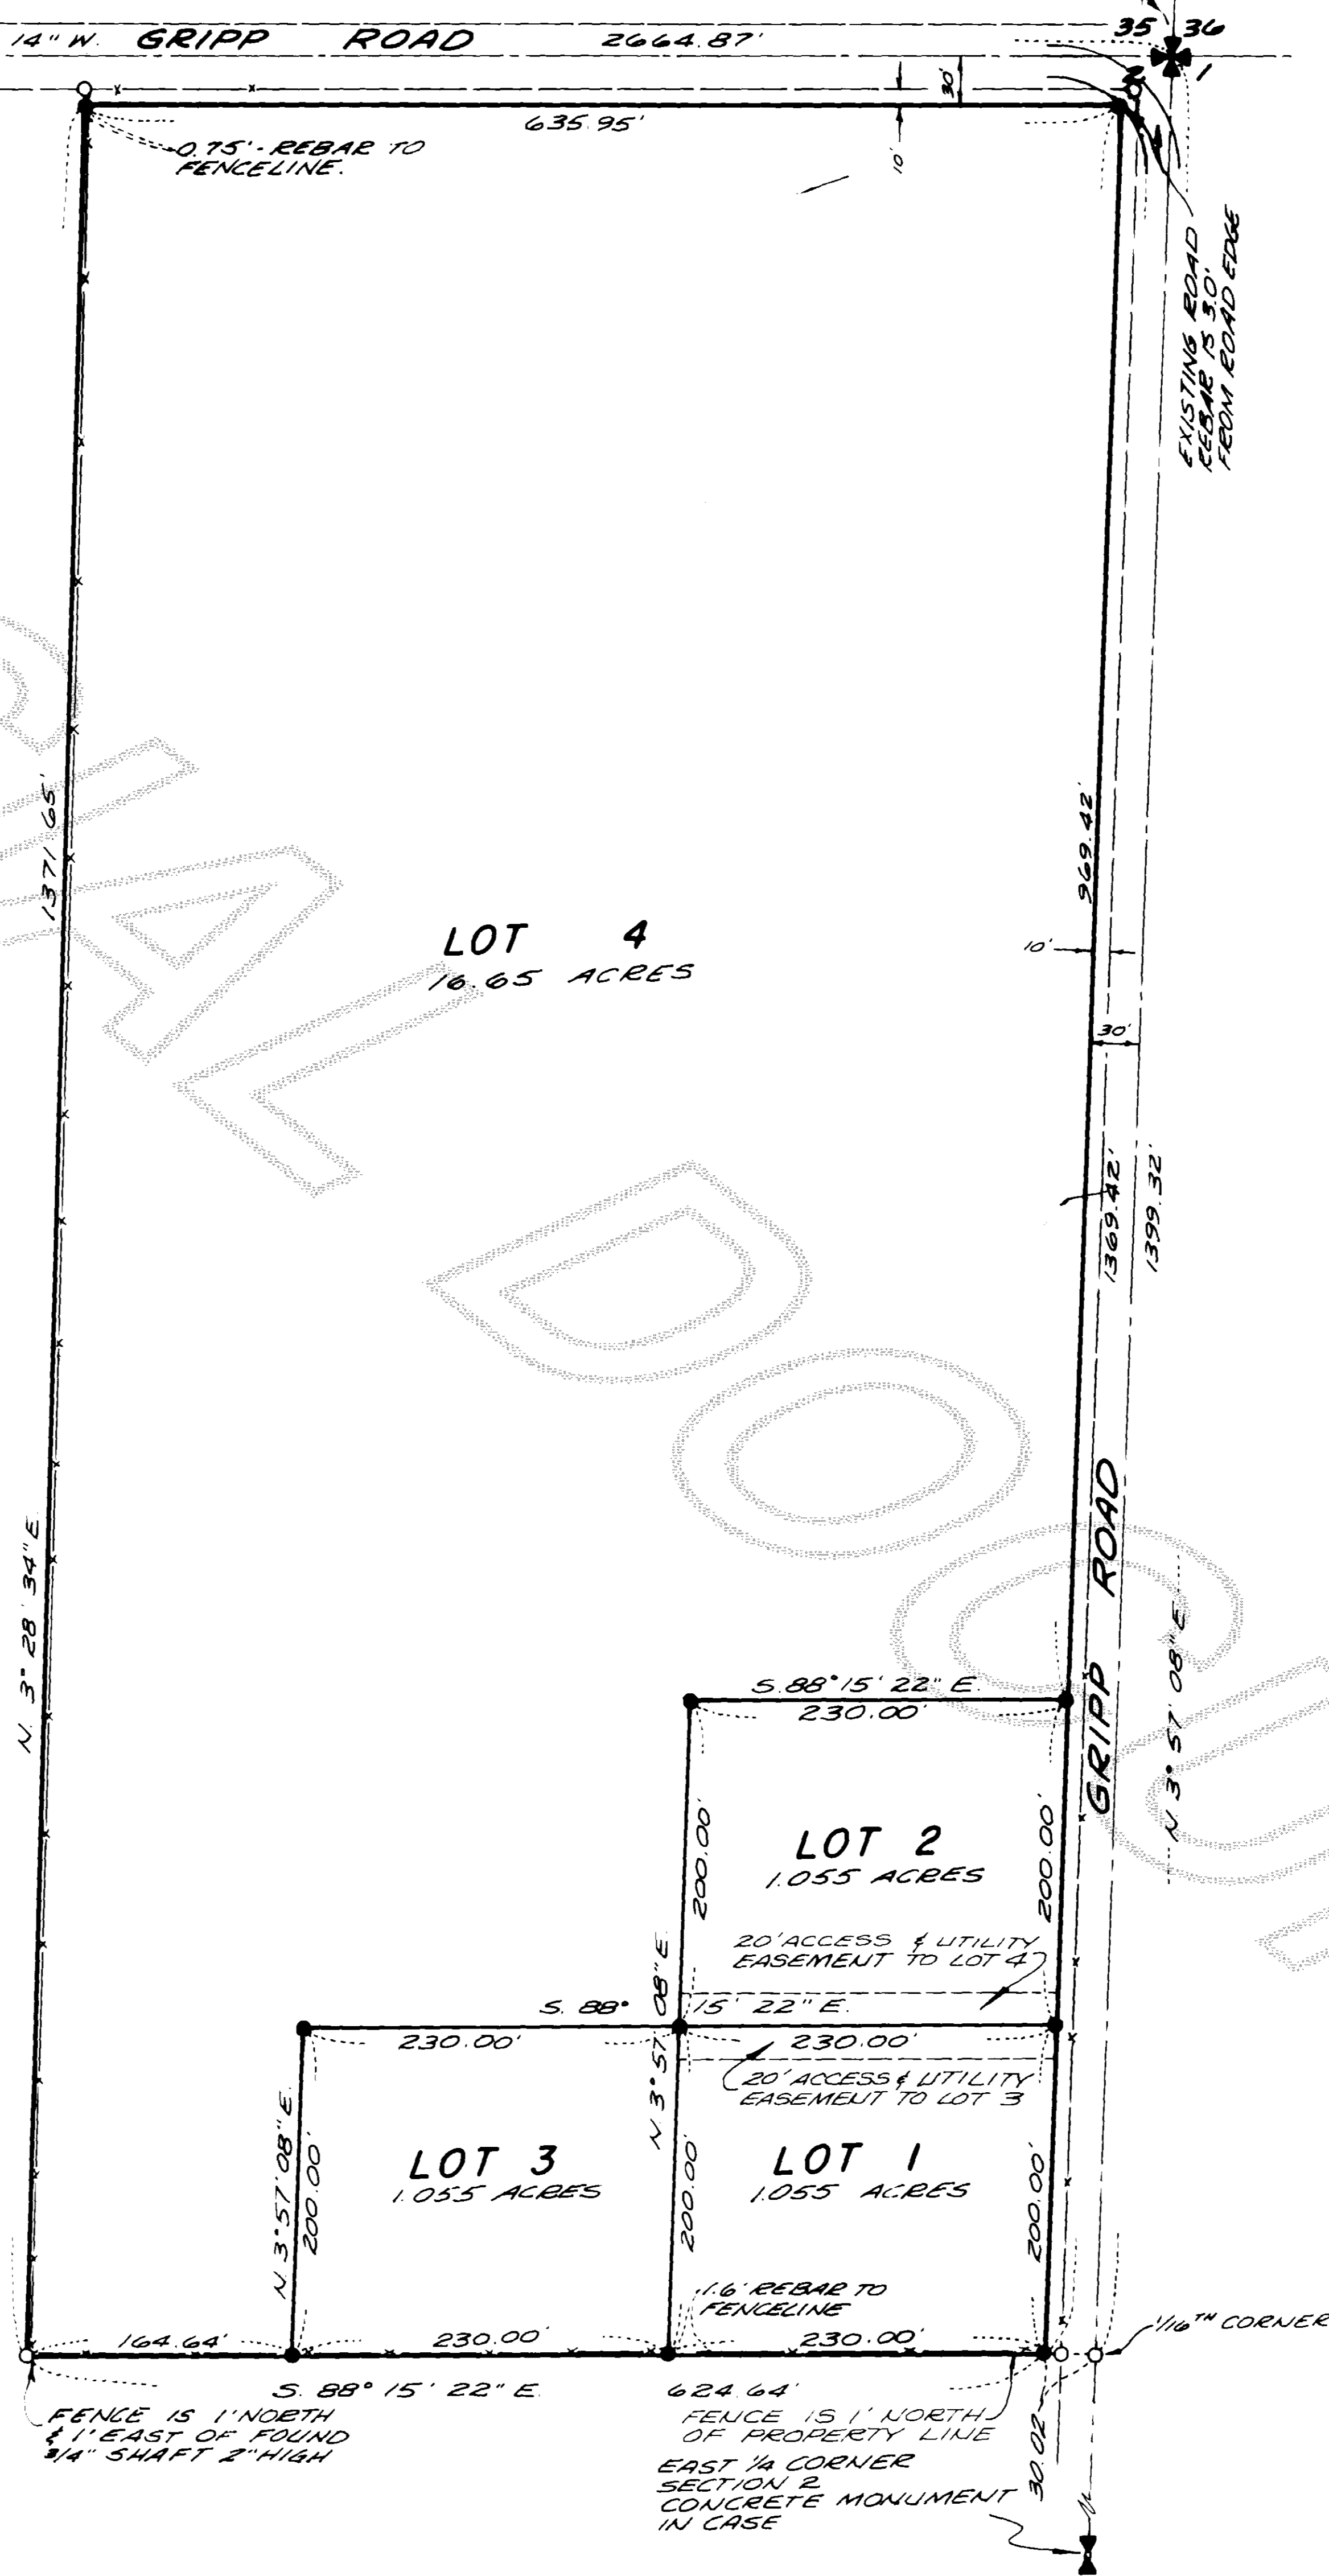 14" W. GRIPP ROAD 2664.87'
35 36
2 1
30'
10'
635.95'
0.75' - REBAR TO
FENCELINE.
EXISTING ROAD
REBAR IS 3.0'
FROM ROAD EDGE
1371.65'
969.42'
LOT 4
16.65 ACRES
10'
30'
1369.42'
1399.32'
N. 3° 28' 34" E.
GRIPP ROAD
N. 3° 57' 08" E.
S. 88° 15' 22" E.
230.00'
200.00'
LOT 2
1.055 ACRES
200.00'
20' ACCESS & UTILITY
EASEMENT TO LOT 4
S. 88° 15' 22" E.
N. 3° 57' 08" E.
230.00'
230.00'
20' ACCESS & UTILITY
EASEMENT TO LOT 3
N. 3° 57' 08" E.
200.00'
LOT 3
1.055 ACRES
200.00'
LOT 1
1.055 ACRES
200.00'
1.6' REBAR TO
FENCELINE
164.64'
230.00'
230.00'
1/16TH CORNER
S. 88° 15' 22" E.
624.64'
FENCE IS 1' NORTH
& 1' EAST OF FOUND
3/4" SHAFT 2" HIGH
FENCE IS 1' NORTH
OF PROPERTY LINE
30.02
EAST 1/4 CORNER
SECTION 2
CONCRETE MONUMENT
IN CASE